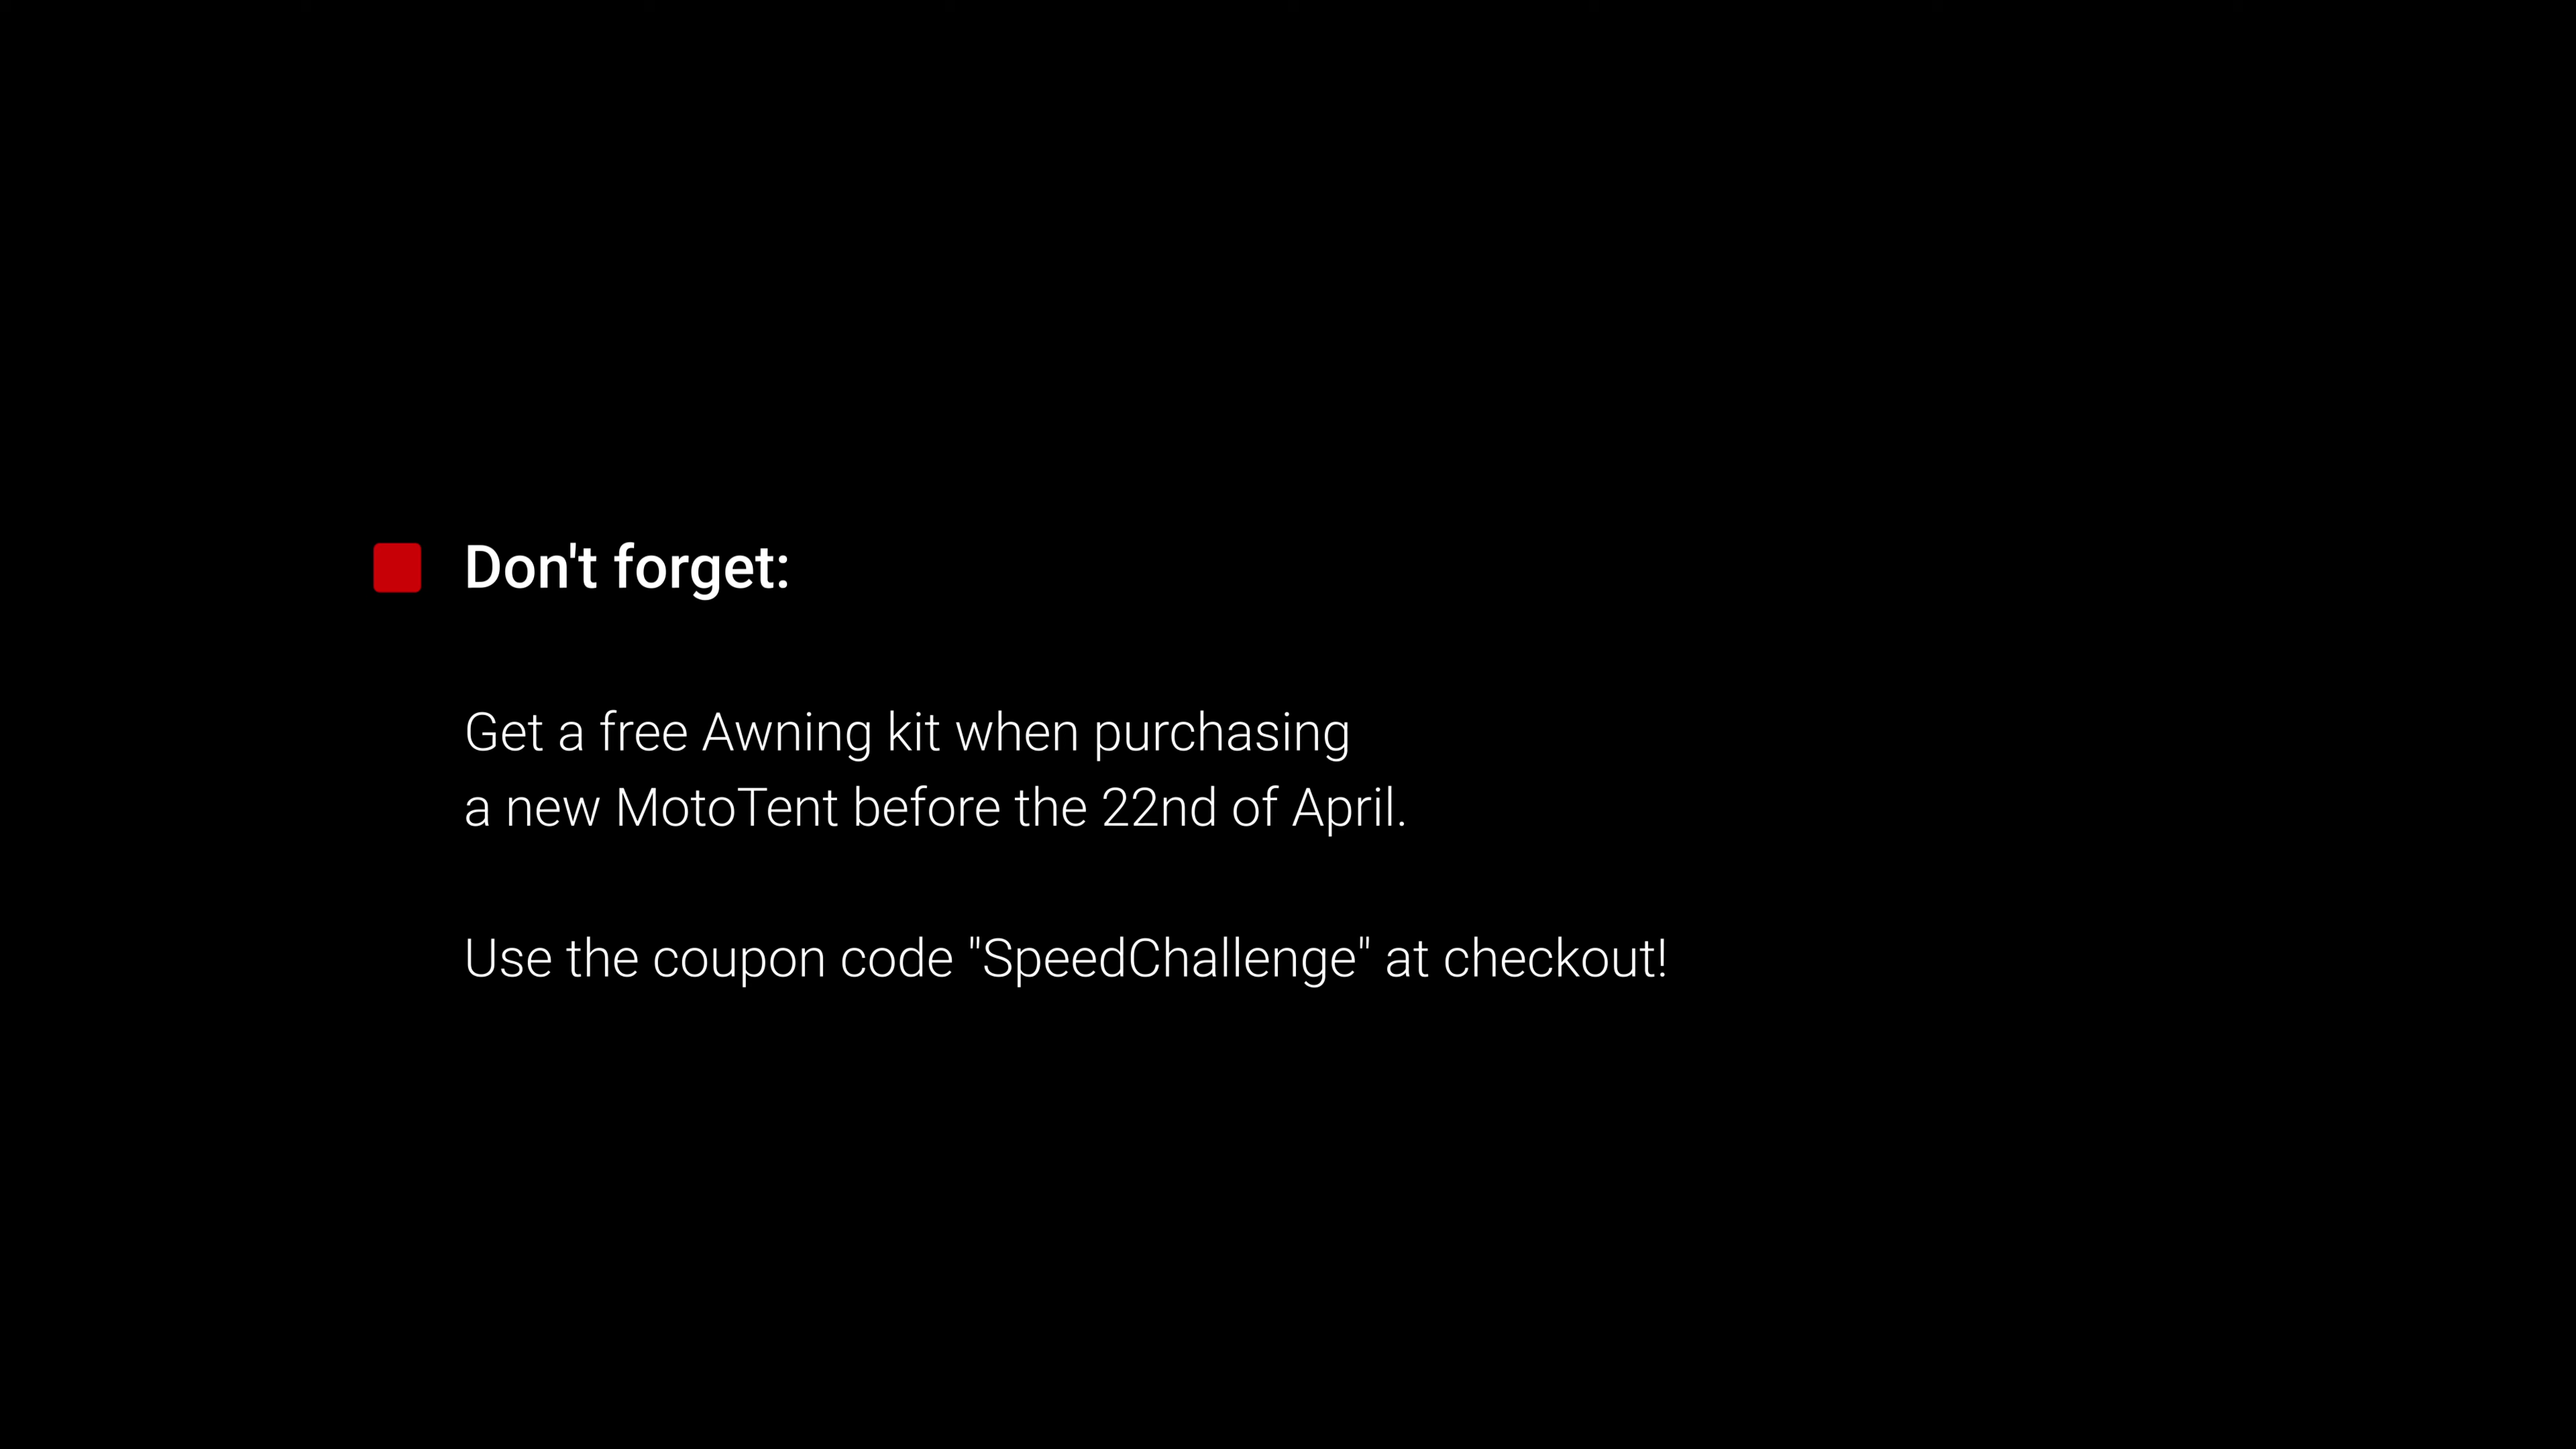 Don't forget:
Get a free Awning kit when purchasing
a new MotoTent before the 22nd of April.
Use the coupon code "SpeedChallenge" at checkout!